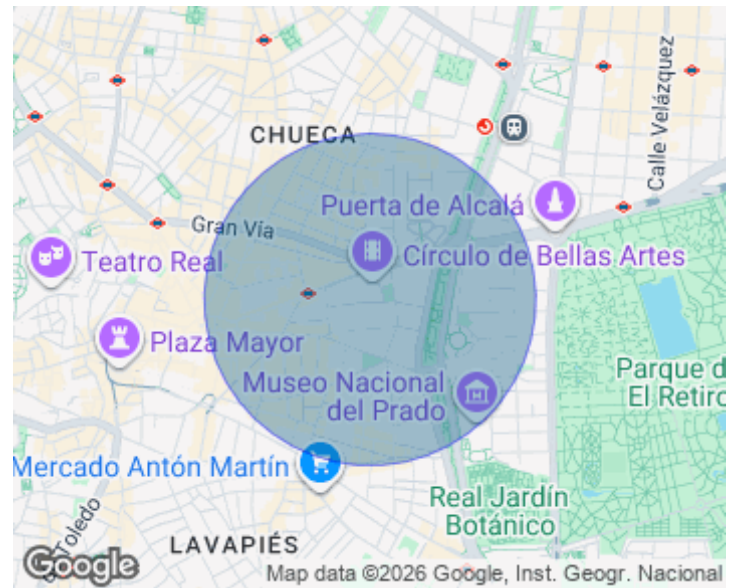 CHUECA
Calle Velázquez
Puerta de Alcalá
Gran Vía
Círculo de Bellas Artes
Teatro Real
Plaza Mayor
Museo Nacional
del Prado
Parque d
El Retiro
Mercado Antón Martín
Real Jardín
Botánico
Toledo
LAVAPIÉS
Google
Map data ©2026 Google, Inst. Geogr. Nacional